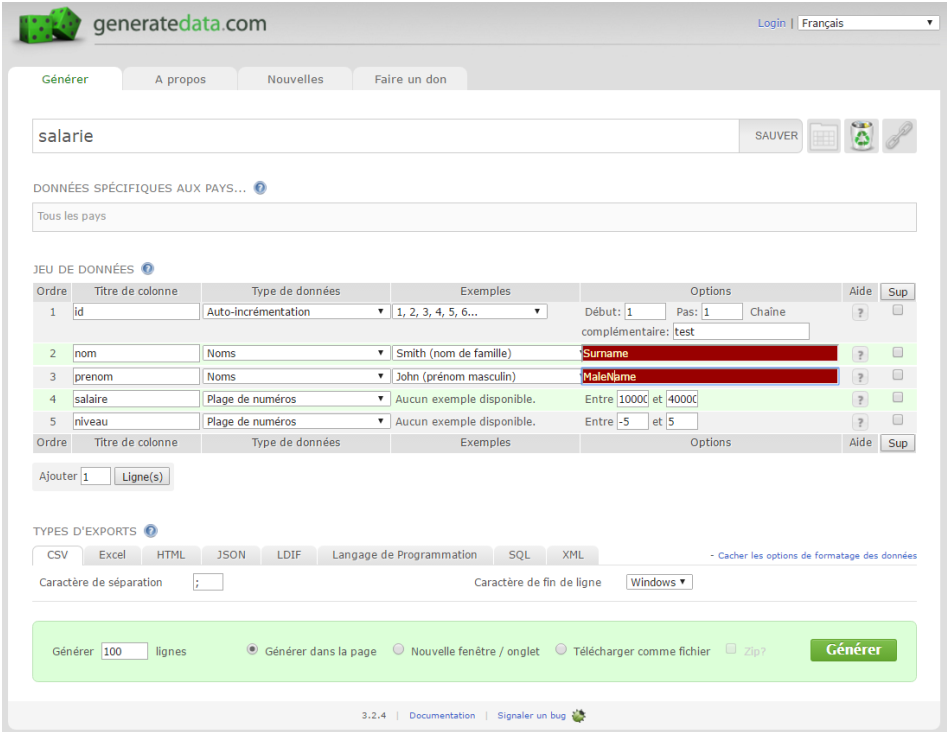 generatedata.com
Login | Français
Générer A propos Nouvelles Faire un don
salarie SAUVER
DONNÉES SPÉCIFIQUES AUX PAYS... ?
Tous les pays
JEU DE DONNÉES ?
Ordre Titre de colonne Type de données Exemples Options Aide Sup
1 id Auto-incrémentation 1, 2, 3, 4, 5, 6... Début: 1 Pas: 1 Chaîne ?
complémentaire: test
2 nom Noms Smith (nom de famille) Surname ?
3 prenom Noms John (prénom masculin) MaleName ?
4 salaire Plage de numéros Aucun exemple disponible. Entre 10000 et 40000 ?
5 niveau Plage de numéros Aucun exemple disponible. Entre -5 et 5 ?
Ordre Titre de colonne Type de données Exemples Options Aide Sup
Ajouter 1 Ligne(s)
TYPES D'EXPORTS ?
CSV Excel HTML JSON LDIF Langage de Programmation SQL XML - Cacher les options de formatage des données
Caractère de séparation ; Caractère de fin de ligne Windows
Générer 100 lignes Générer dans la page Nouvelle fenêtre / onglet Télécharger comme fichier Zip? Générer
3.2.4 | Documentation | Signaler un bug